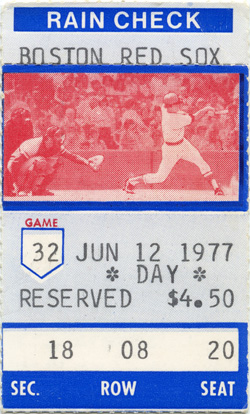 RAIN CHECK
BOSTON RED SOX
GAME
32 JUN 12 1977
* DAY *
RESERVED $4.50
18 08 20
SEC. ROW SEAT